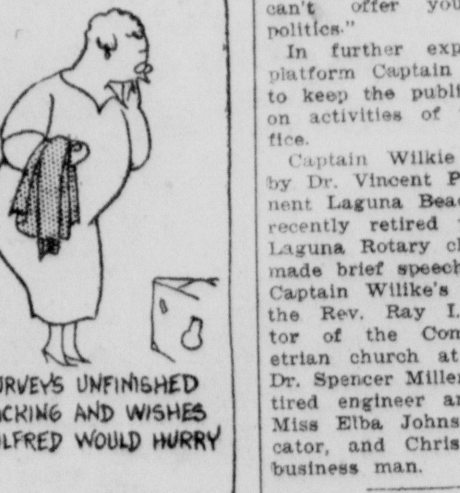 URVEY'S UNFINISHED
CKING AND WISHES
LFRED WOULD HURRY
can't offer you
politics."
In further exp
platform Captain
to keep the publi
on activities of
fice.
Captain Wilkie
by Dr. Vincent P
nent Laguna Bea
recently retired
Laguna Rotary cl
made brief speech
Captain Wilike's
the Rev. Ray I.
tor of the Com
etrian church at
Dr. Spencer Miller
tired engineer an
Miss Elba Johns
cator, and Chris
business man.